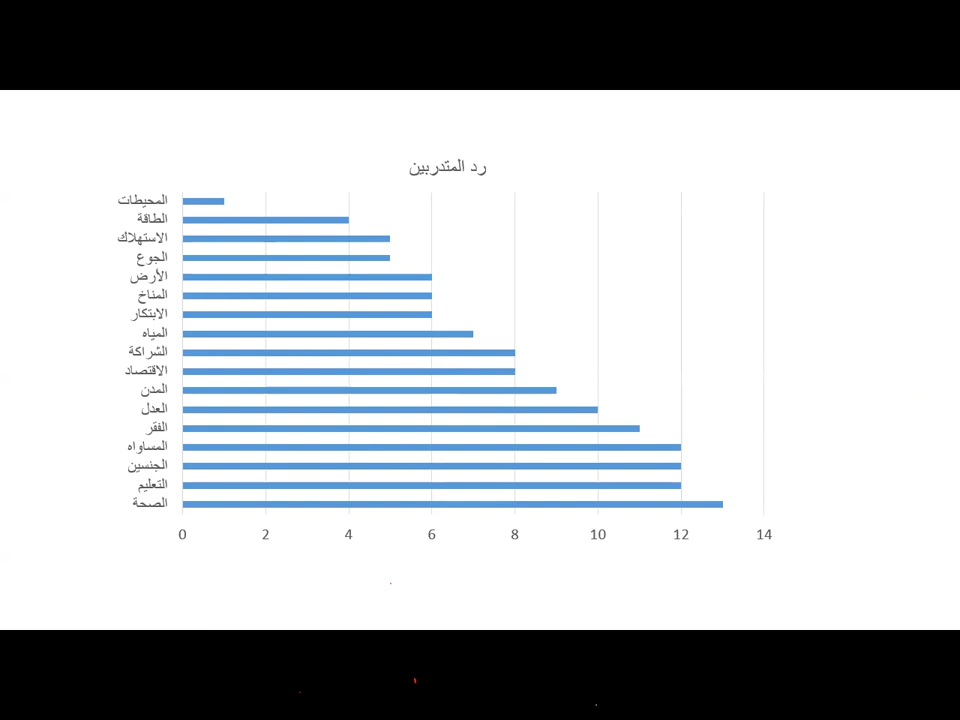 رد المتدربين
المحيطات
الطاقة
الاستهلاك
الجوع
الأرض
المناخ
الابتكار
المياه
الشراكة
الاقتصاد
المدن
العدل
الفقر
المساواه
الجنسين
التعليم
الصحة
0 2 4 6 8 10 12 14